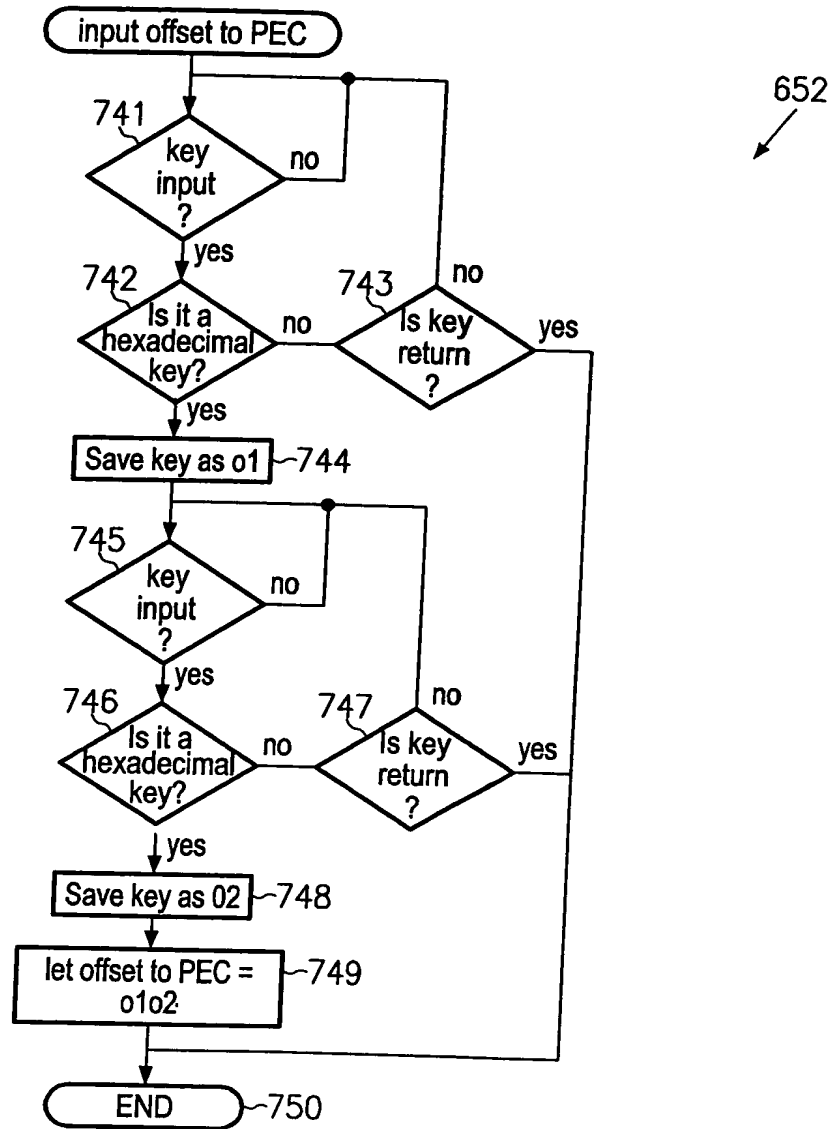 input offset to PEC
652
741
key
input
?
no
yes
742
Is it a
hexadecimal
key?
no
743
Is key
return
?
no
yes
yes
Save key as o1
744
745
key
input
?
no
yes
746
Is it a
hexadecimal
key?
no
747
Is key
return
?
no
yes
yes
Save key as 02
748
let offset to PEC =
o1o2
749
END
750